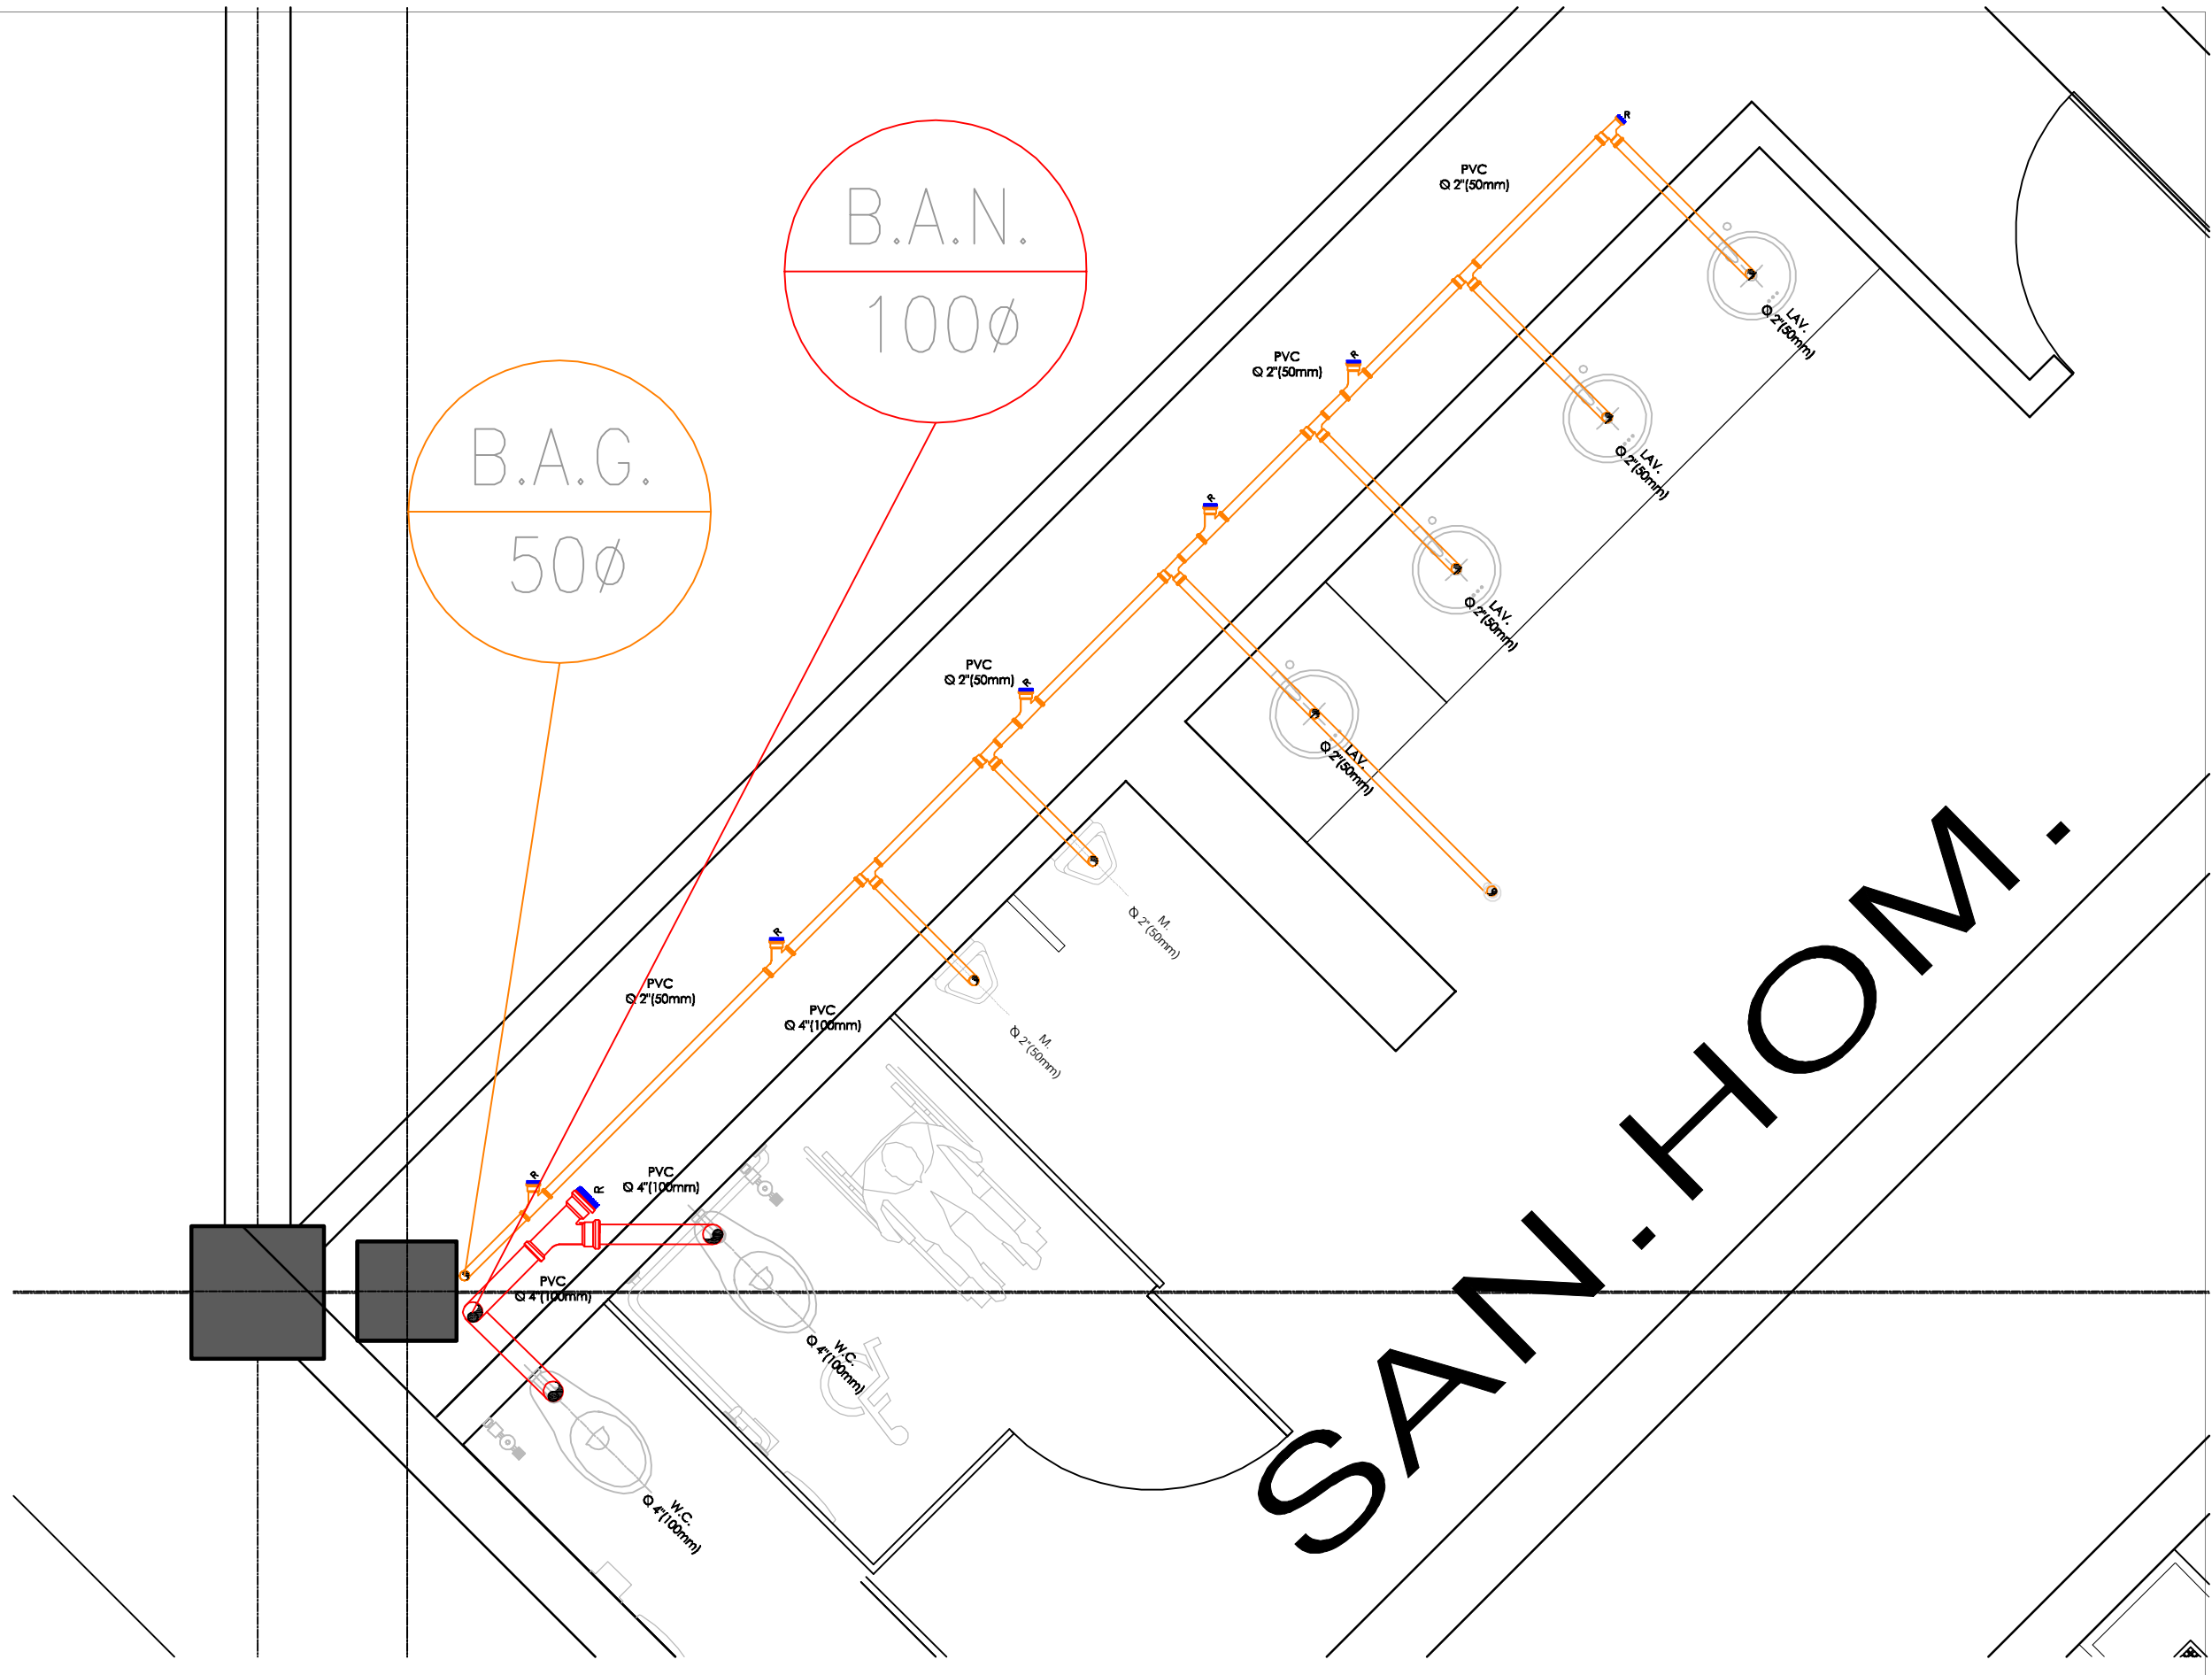 R
PVC
Ø 2"(50mm)
B.A.N.
100ø
LAV.
Ø 2"(50mm)
R
PVC
Ø 2"(50mm)
B.A.G.
50ø
LAV.
Ø 2"(50mm)
R
LAV.
Ø 2"(50mm)
R
PVC
Ø 2"(50mm)
LAV.
Ø 2"(50mm)
M.
Ø 2"(50mm)
R
PVC
Ø 2"(50mm)
PVC
Ø 4"(100mm)
M.
Ø 2"(50mm)
SAN.HOM.
R
R
PVC
Ø 4"(100mm)
PVC
Ø 4"(100mm)
W.C.
Ø 4"(100mm)
W.C.
Ø 4"(100mm)